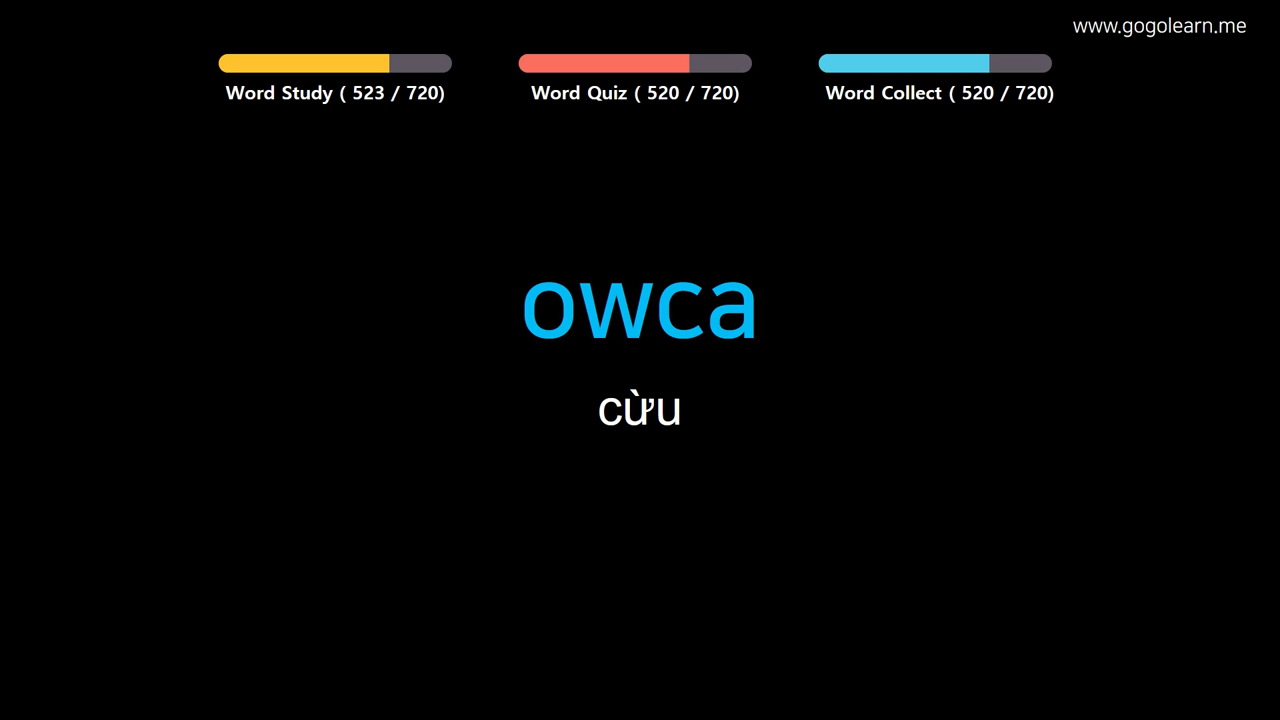 www.gogolearn.me
Word Study ( 523 / 720)
Word Quiz ( 520 / 720)
Word Collect ( 520 / 720)
owca
cừu